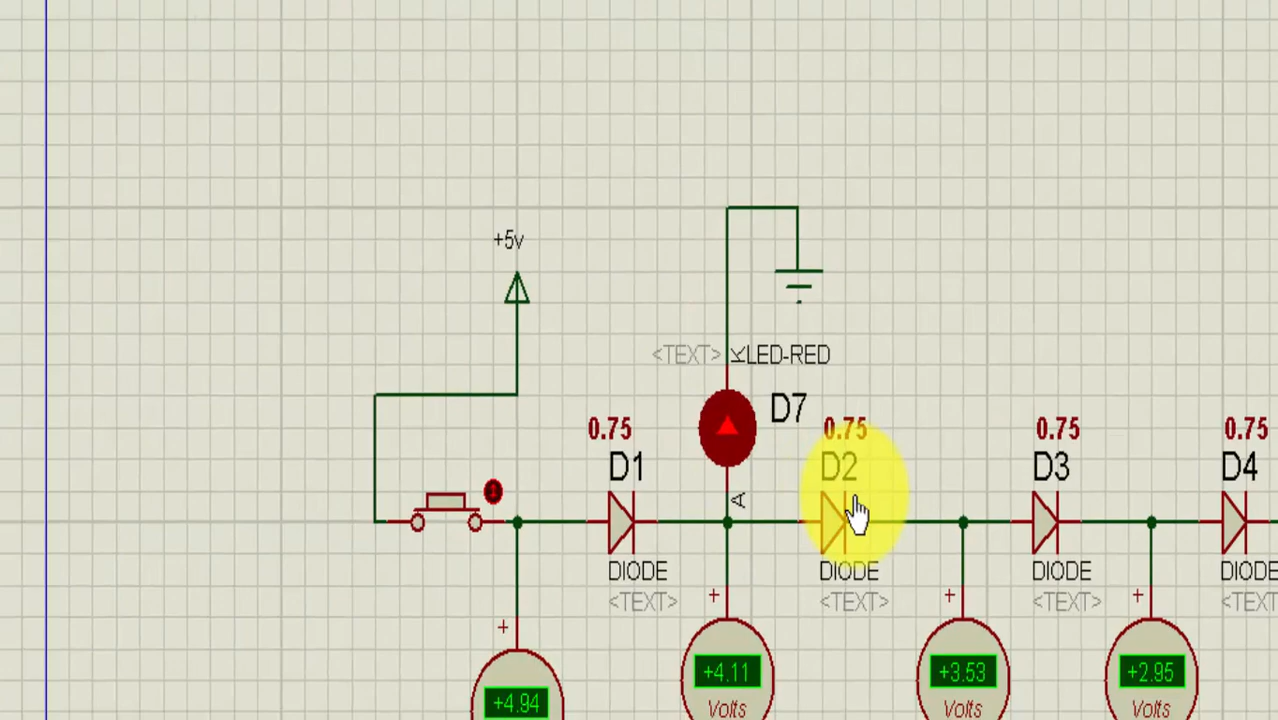 +5v
<TEXT> K LED-RED
D7
0.75 0.75 0.75 0.75
D1 D2 D3 D4
A
DIODE DIODE DIODE DIODE
<TEXT> <TEXT> <TEXT> <TEXT
+ + + +
+4.94 +4.11 +3.53 +2.95
Volts Volts Volts